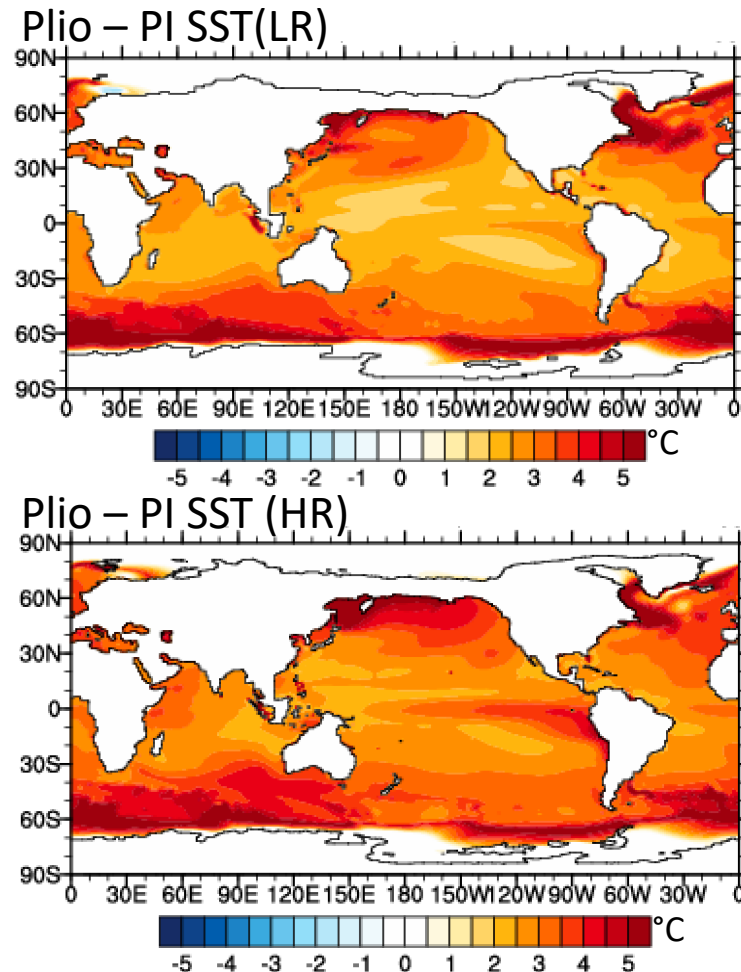 Plio – PI SST(LR)
90N
60N
30N
0
30S
60S
90S
0 30E 60E 90E 120E 150E 180 150W 120W 90W 60W 30W 0
-5 -4 -3 -2 -1 0 1 2 3 4 5 °C
Plio – PI SST (HR)
90N
60N
30N
0
30S
60S
90S
0 30E 60E 90E 120E 150E 180 150W 120W 90W 60W 30W 0
-5 -4 -3 -2 -1 0 1 2 3 4 5 °C